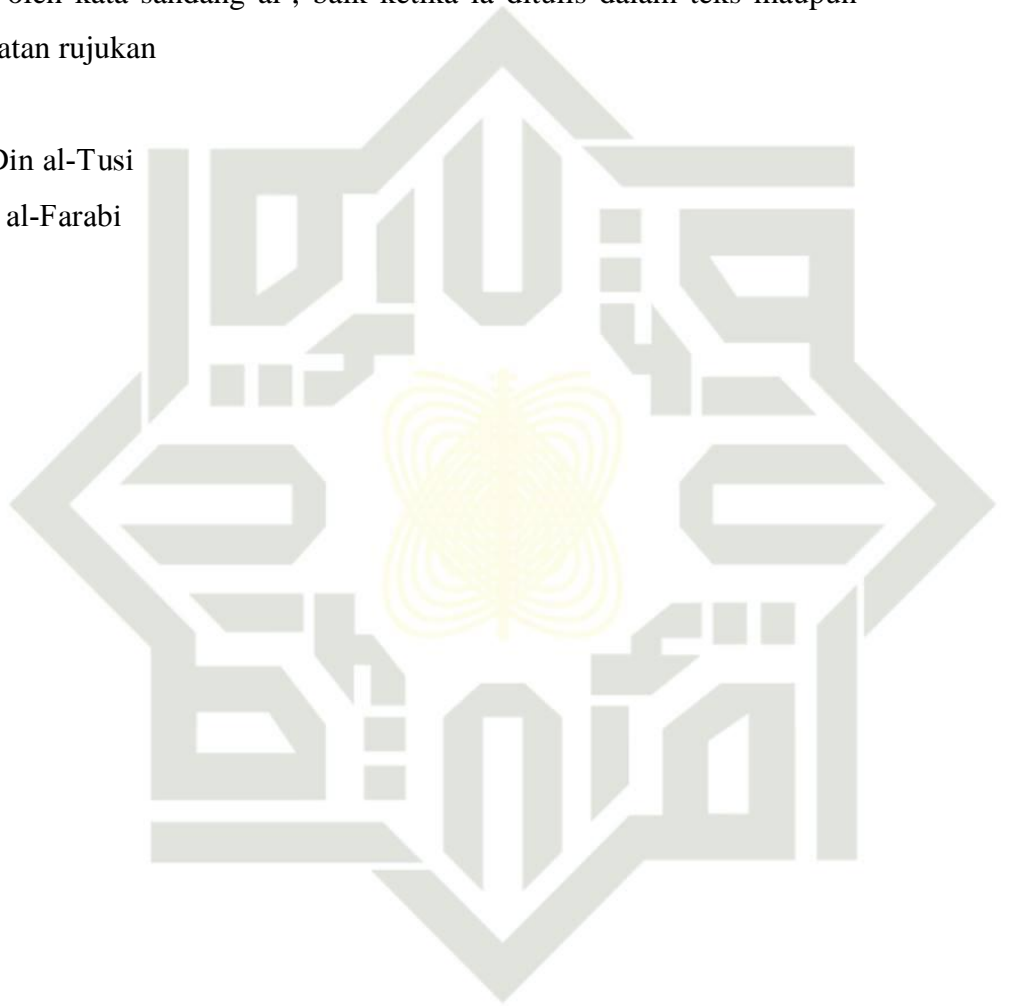 oleh kata sandang al-, baik ketika ia ditulis dalam teks maupun
atan rujukan
Din al-Tusi
al-Farabi